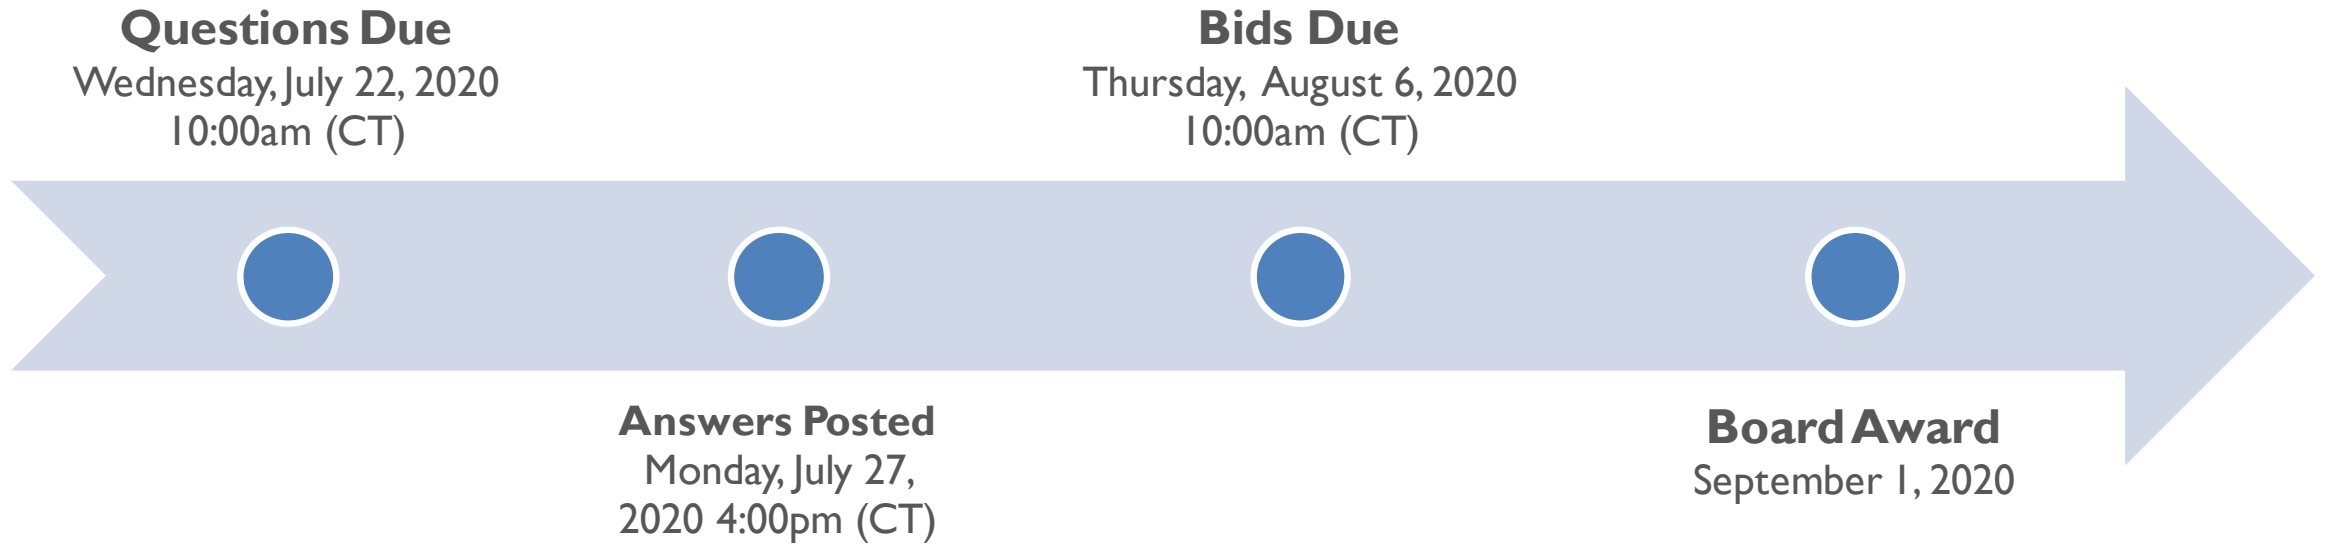 Questions Due
Wednesday, July 22, 2020
10:00am (CT)
Answers Posted
Monday, July 27,
2020 4:00pm (CT)
Bids Due
Thursday, August 6, 2020
10:00am (CT)
Board Award
September 1, 2020